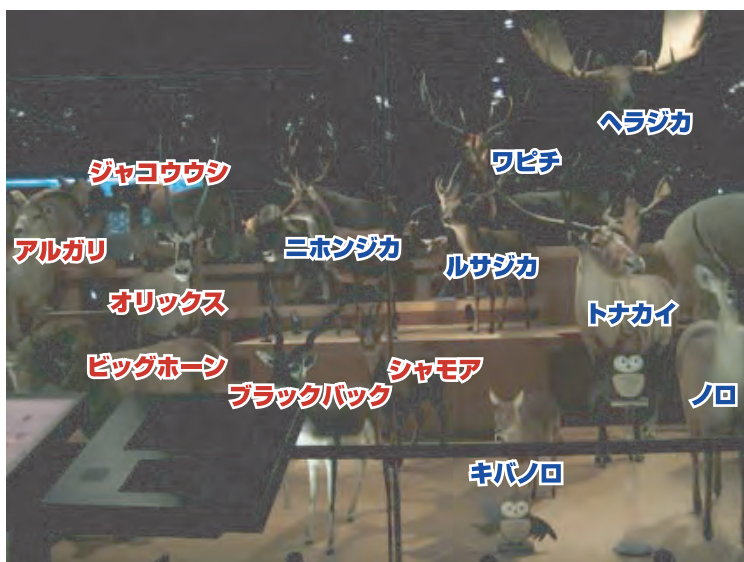 ヘラジカ
ワピチ
ジャコウウシ
アルガリ
ニホンジカ
ルサジカ
オリックス
トナカイ
ビッグホーン
シャモア
ブラックバック
ノロ
キバノロ